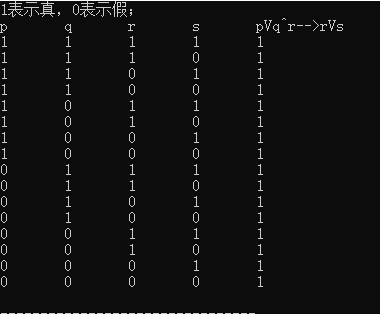 1表示真，0表示假；
p q r s pVq^r-->rVs
1 1 1 1 1
1 1 1 0 1
1 1 0 1 1
1 1 0 0 1
1 0 1 1 1
1 0 1 0 1
1 0 0 1 1
1 0 0 0 1
0 1 1 1 1
0 1 1 0 1
0 1 0 1 1
0 1 0 0 1
0 0 1 1 1
0 0 1 0 1
0 0 0 1 1
0 0 0 0 1
--------------------------------